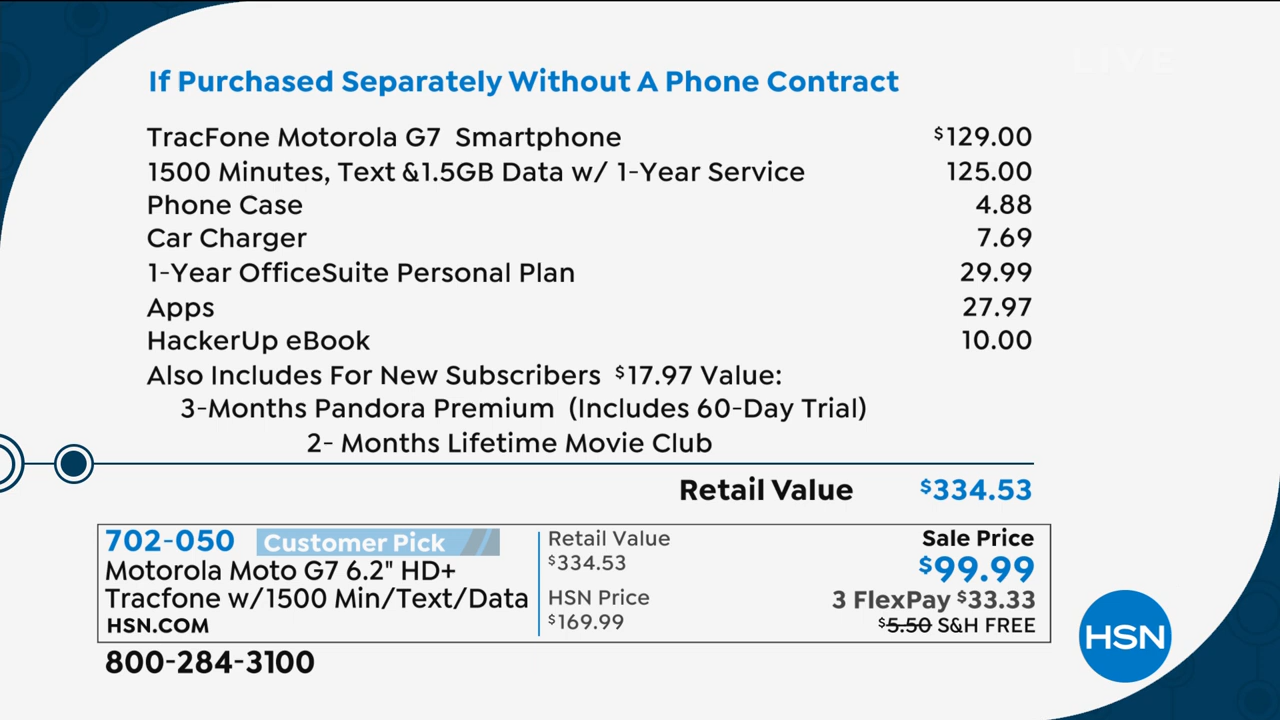 LIVE
If Purchased Separately Without A Phone Contract
TracFone Motorola G7 Smartphone $129.00
1500 Minutes, Text &1.5GB Data w/ 1-Year Service 125.00
Phone Case 4.88
Car Charger 7.69
1-Year OfficeSuite Personal Plan 29.99
Apps 27.97
HackerUp eBook 10.00
Also Includes For New Subscribers $17.97 Value:
3-Months Pandora Premium (Includes 60-Day Trial)
2- Months Lifetime Movie Club
Retail Value $334.53
702-050 Customer Pick
Motorola Moto G7 6.2" HD+
Tracfone w/1500 Min/Text/Data
HSN.COM
Retail Value
$334.53
HSN Price
$169.99
Sale Price
$99.99
3 FlexPay $33.33
$5.50 S&H FREE
HSN
800-284-3100